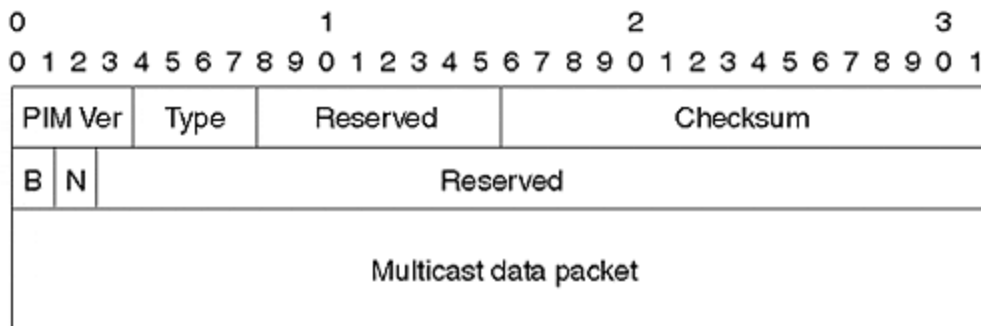 0 1 2 3
0 1 2 3 4 5 6 7 8 9 0 1 2 3 4 5 6 7 8 9 0 1 2 3 4 5 6 7 8 9 0 1
PIM Ver Type Reserved Checksum
B N Reserved
Multicast data packet